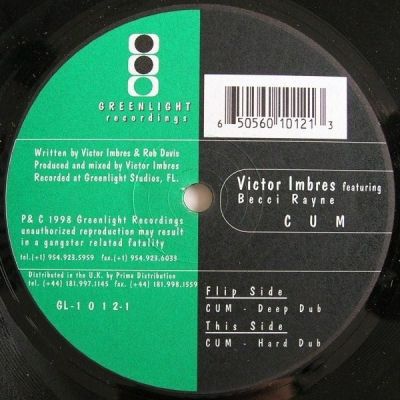 GREENLIGHT
recordings
6 50560 10121 3
Written by Victor Imbres & Rob Davis
Produced and mixed by Victor Imbres
Recorded at Greenlight Studios, FL.
Victor Imbres featuring
Becci Rayne
CUM
P& C 1998 Greenlight Recordings
unauthorized reproduction may result
in a gangster related fatality
tel.(+1) 954.923.5959 fax.(+1) 954.923.6033
Distributed in the U.K. by Prime Distribution
tel. (+44) 181.997.1145 fax.(+44) 181.998.1559
GL-1012-1
Flip Side
CUM - Deep Dub
This Side
CUM - Hard Dub